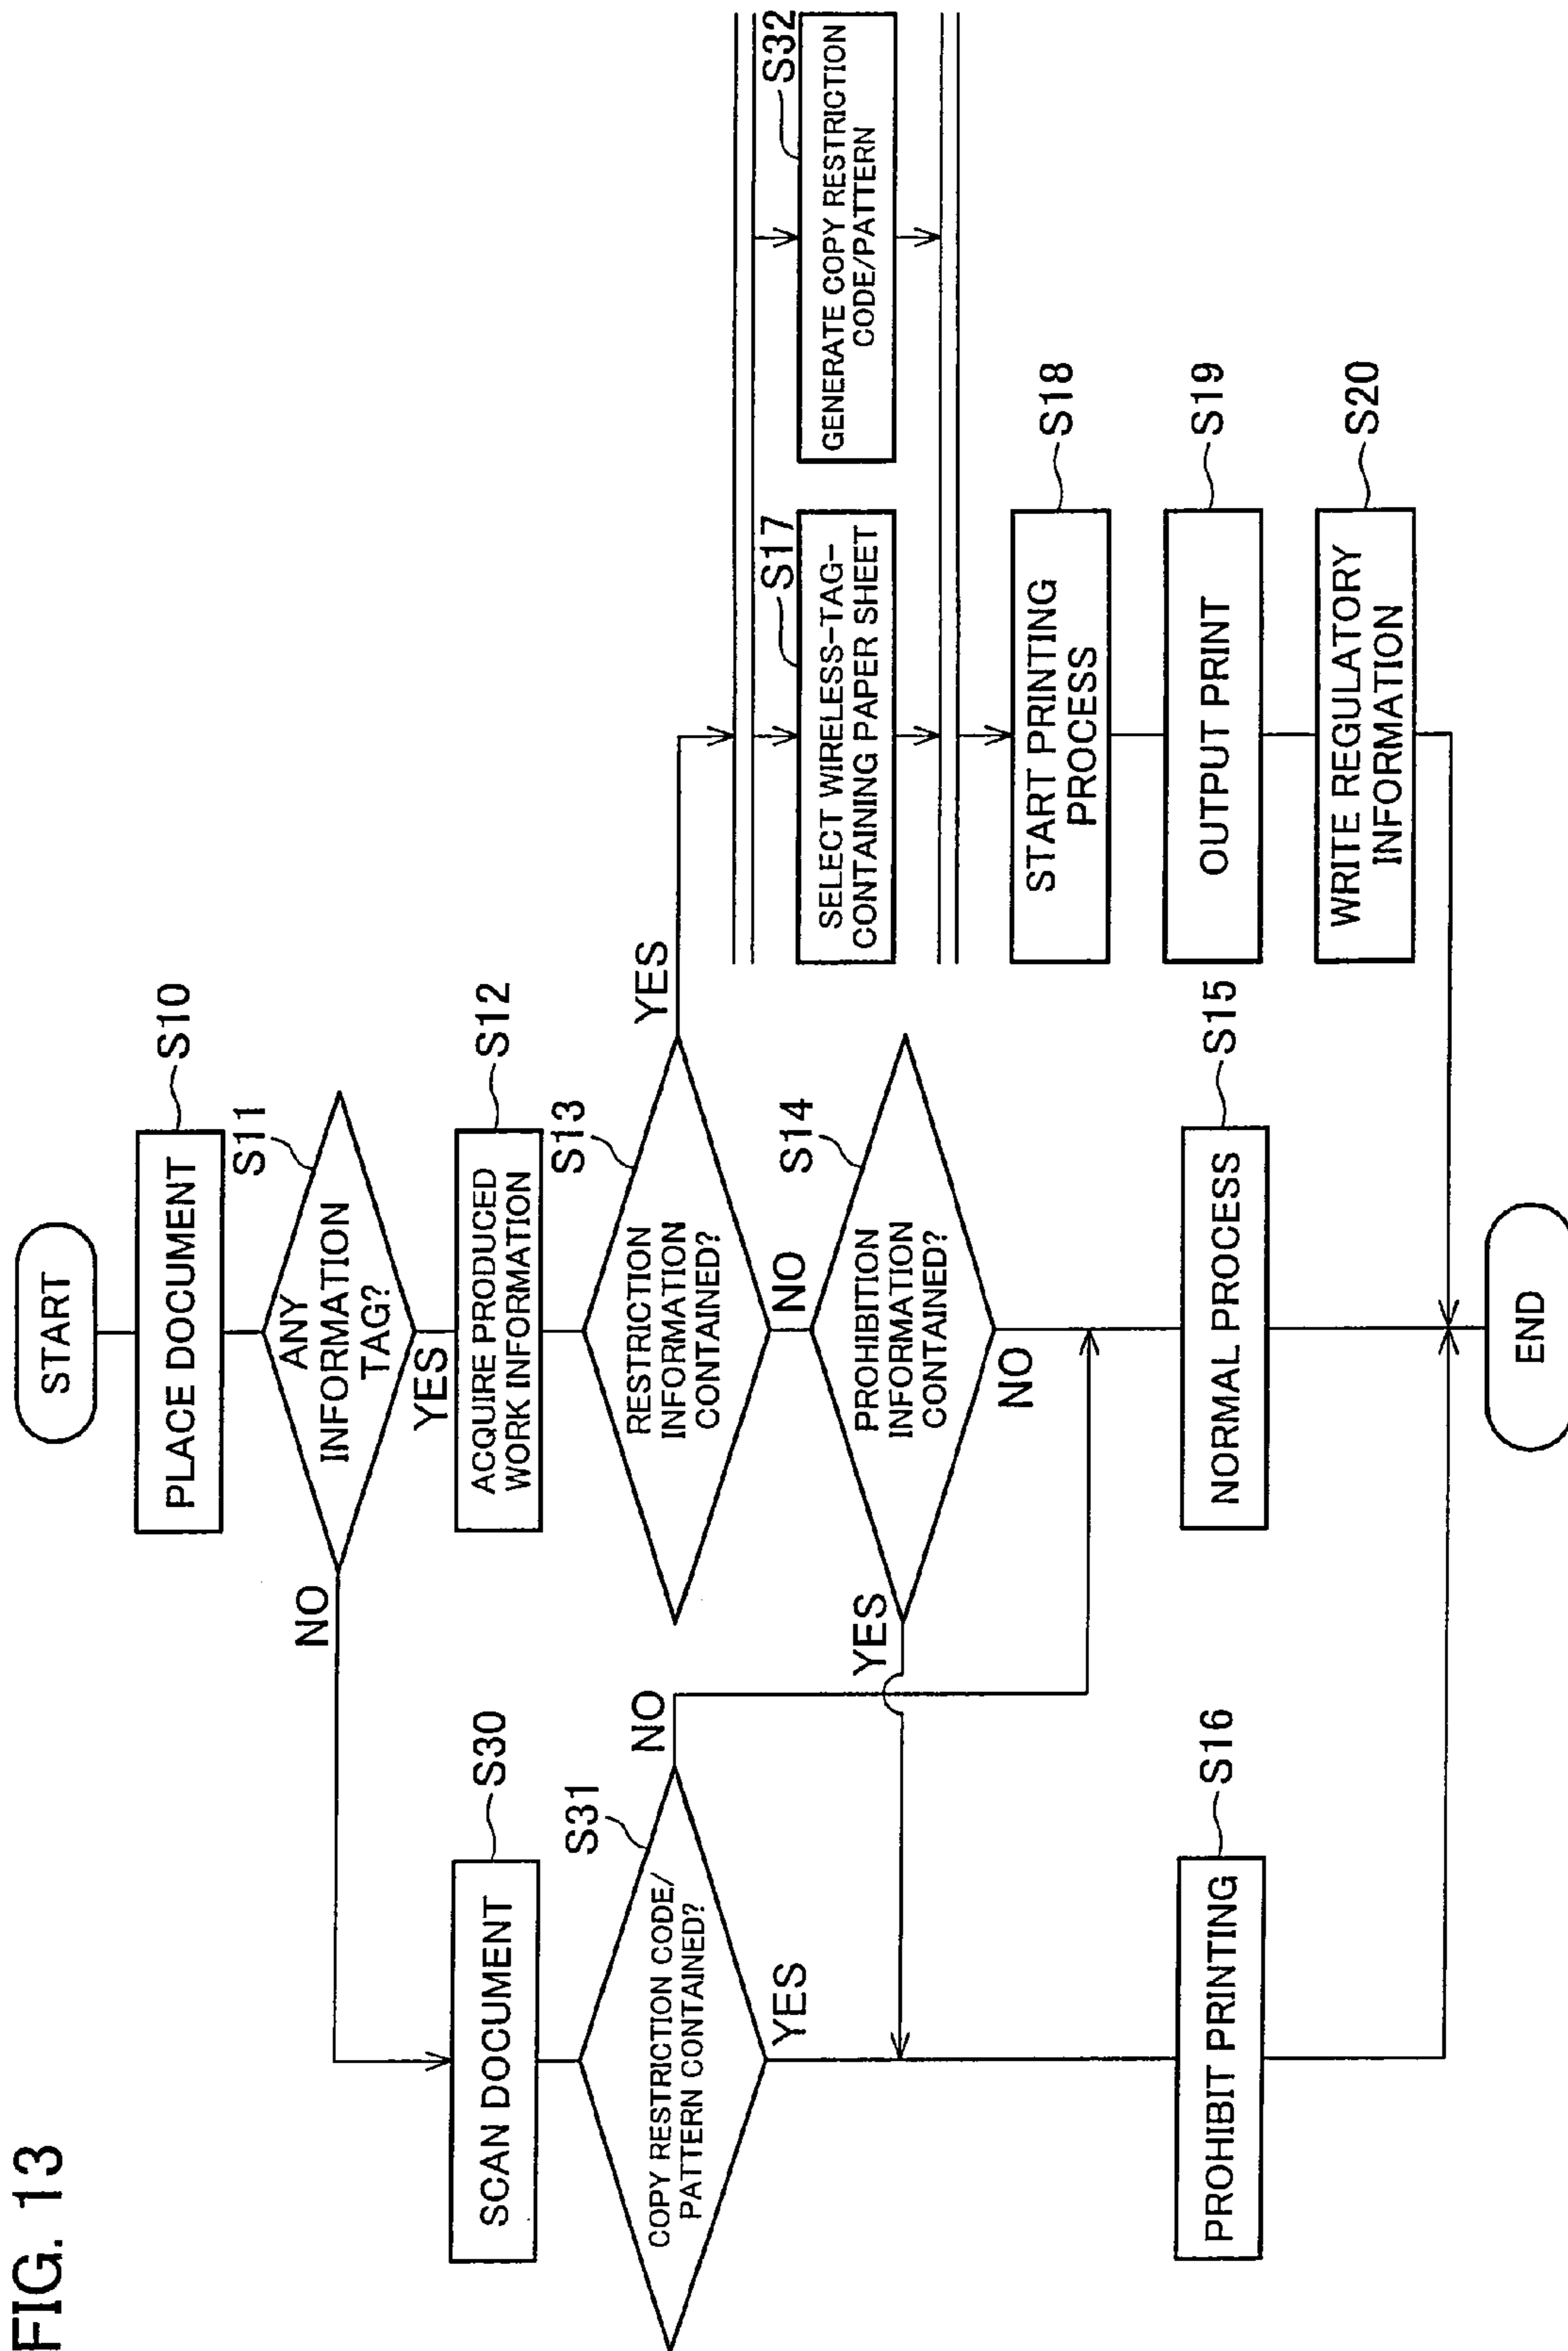 FIG. 13
START
PLACE DOCUMENT
S10
ANY
INFORMATION
TAG?
S11
NO
YES
SCAN DOCUMENT
S30
ACQUIRE PRODUCED
WORK INFORMATION
S12
COPY RESTRICTION CODE/
PATTERN CONTAINED?
S31
NO
YES
RESTRICTION
INFORMATION
CONTAINED?
S13
YES
NO
PROHIBITION
INFORMATION
CONTAINED?
S14
YES
NO
SELECT WIRELESS-TAG-
CONTAINING PAPER SHEET
S17
GENERATE COPY RESTRICTION
CODE/PATTERN
S32
START PRINTING
PROCESS
S18
PROHIBIT PRINTING
S16
NORMAL PROCESS
S15
OUTPUT PRINT
S19
WRITE REGULATORY
INFORMATION
S20
END